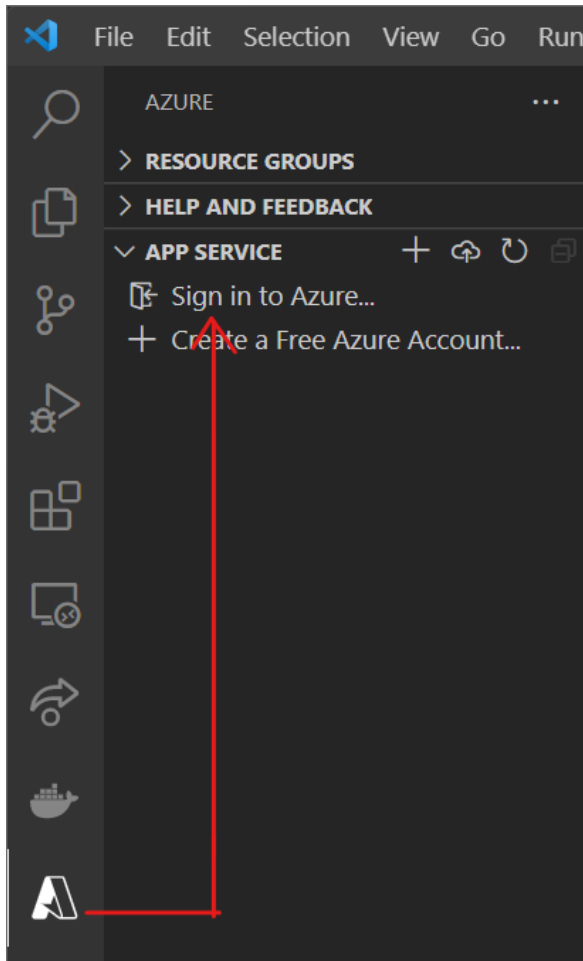 File Edit Selection View Go Run
AZURE
RESOURCE GROUPS
HELP AND FEEDBACK
APP SERVICE
Sign in to Azure...
Create a Free Azure Account...